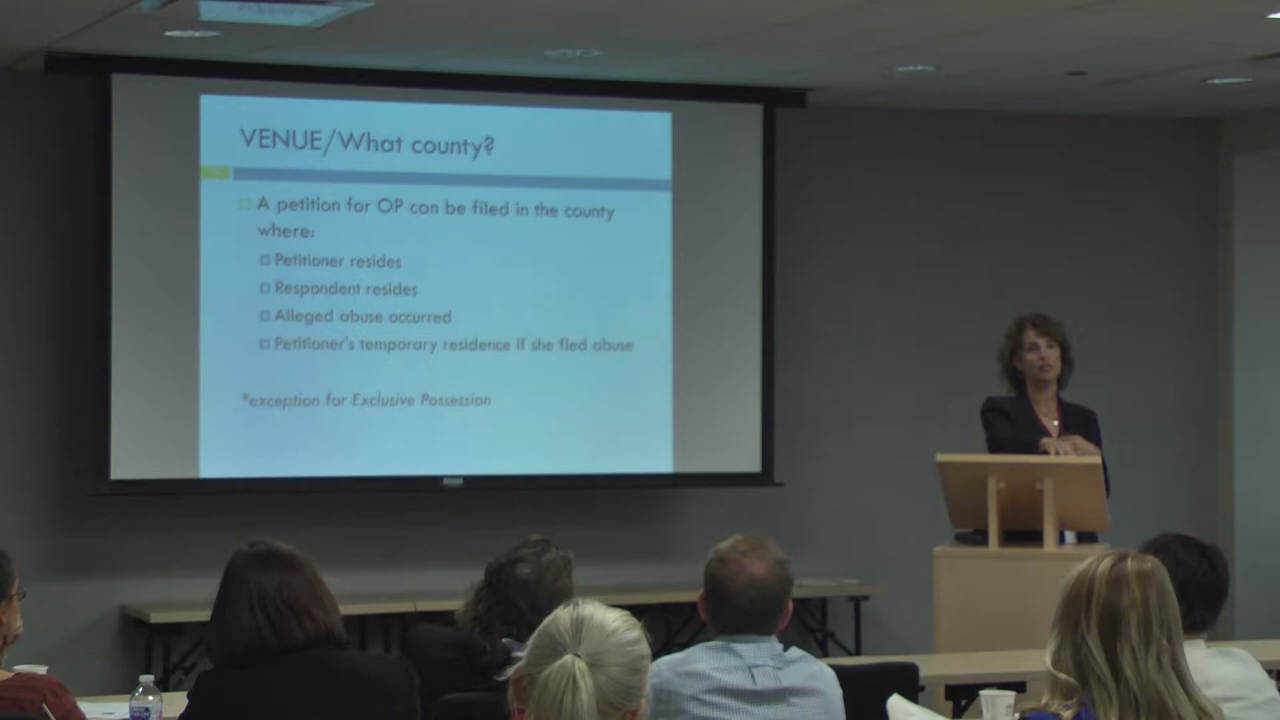 VENUE/What county?
A petition for OP can be filed in the county
where:
Petitioner resides
Respondent resides
Alleged abuse occurred
Petitioner's temporary residence if she fled abuse
*exception for Exclusive Possession